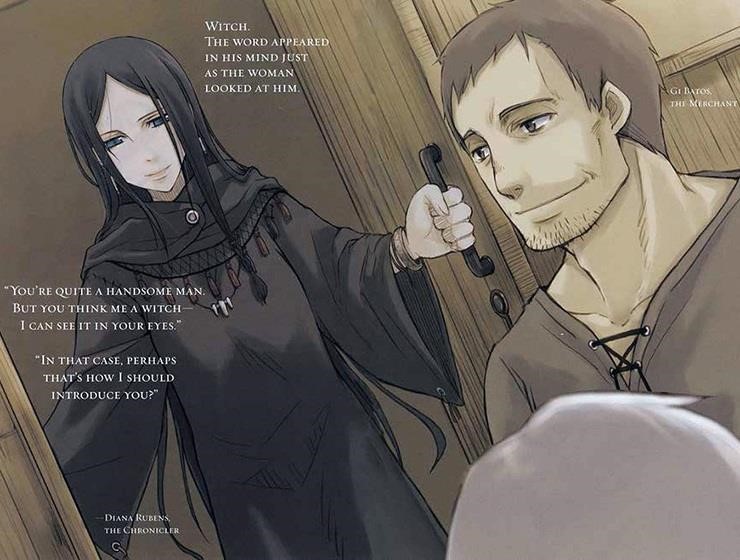 Witch.
The word appeared
in his mind just
as the woman
looked at him.
—Gi Batos,
the Merchant
"You're quite a handsome man.
But you think me a witch—
I can see it in your eyes."
"In that case, perhaps
that's how I should
introduce you?"
—Diana Rubens,
the Chronicler